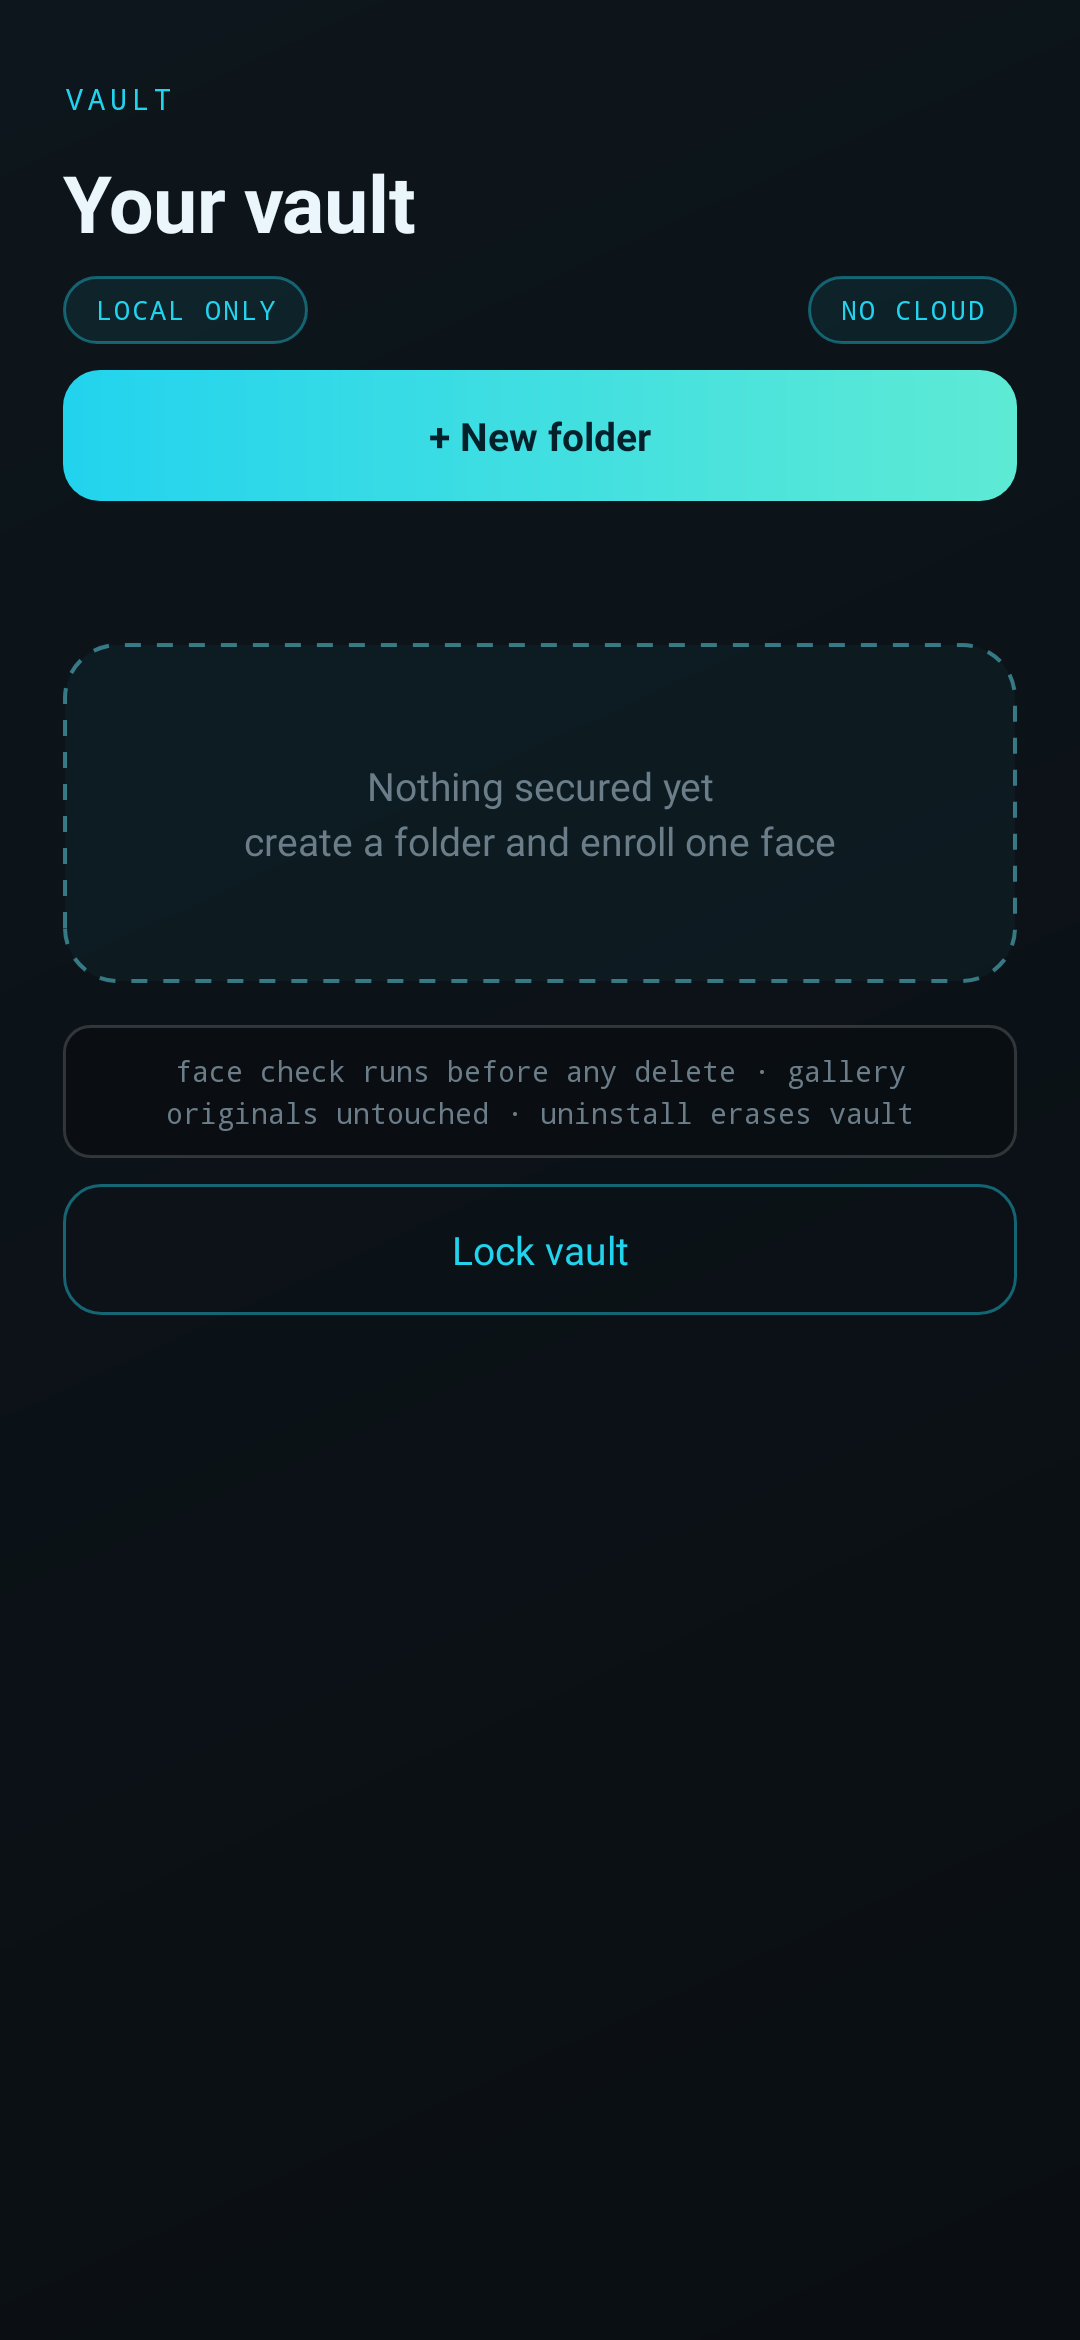 VAULT
Your vault
LOCAL ONLY
NO CLOUD
+ New folder
Nothing secured yet
create a folder and enroll one face
face check runs before any delete · gallery
originals untouched · uninstall erases vault
Lock vault